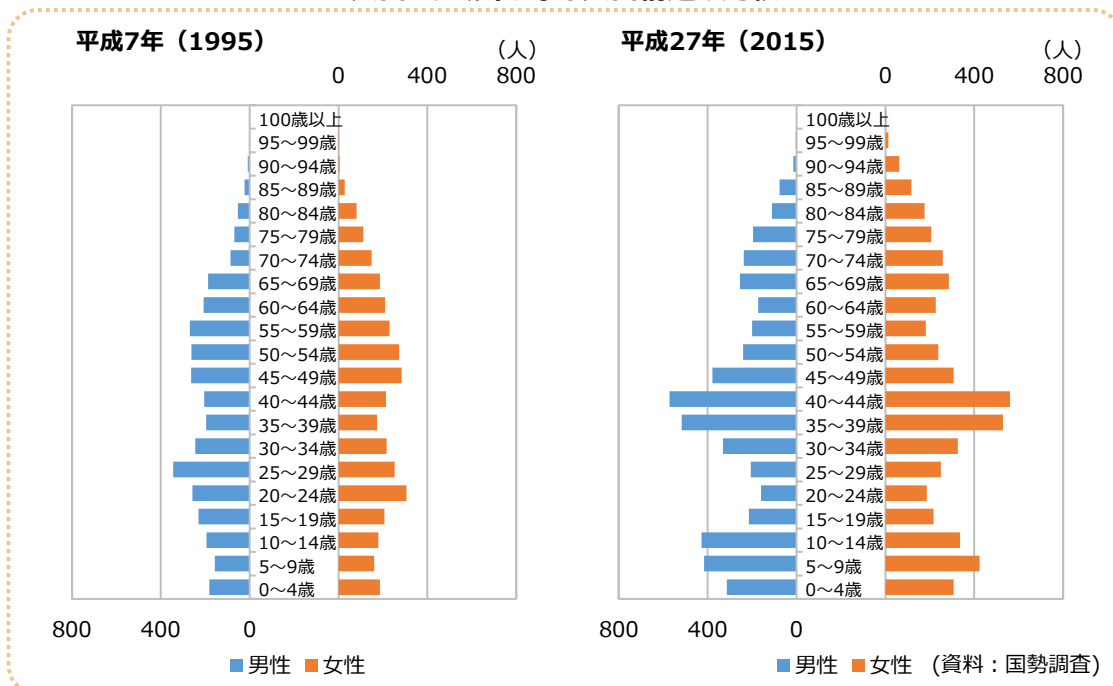 平成7年（1995）
（人）
0 400 800
100歳以上
95～99歳
90～94歳
85～89歳
80～84歳
75～79歳
70～74歳
65～69歳
60～64歳
55～59歳
50～54歳
45～49歳
40～44歳
35～39歳
30～34歳
25～29歳
20～24歳
15～19歳
10～14歳
5～9歳
0～4歳
800 400 0
男性 女性
平成27年（2015）
（人）
0 400 800
100歳以上
95～99歳
90～94歳
85～89歳
80～84歳
75～79歳
70～74歳
65～69歳
60～64歳
55～59歳
50～54歳
45～49歳
40～44歳
35～39歳
30～34歳
25～29歳
20～24歳
15～19歳
10～14歳
5～9歳
0～4歳
800 400 0
男性 女性 (資料：国勢調査)